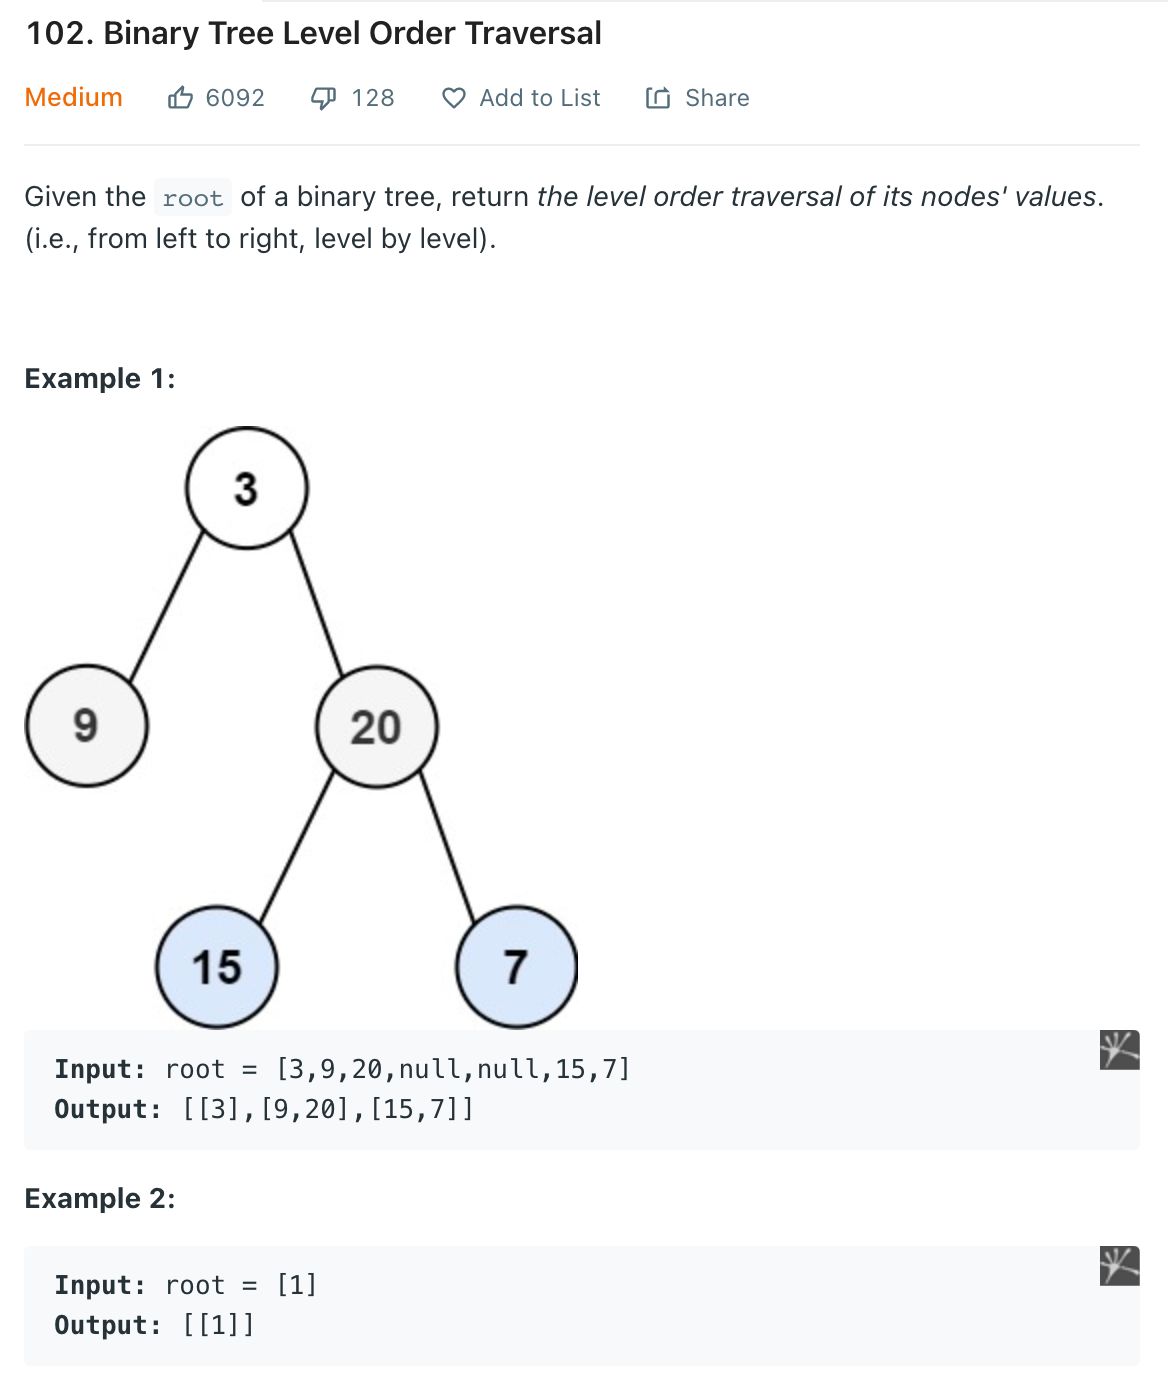 102. Binary Tree Level Order Traversal
Medium 6092 128 Add to List Share
Given the root of a binary tree, return the level order traversal of its nodes' values.
(i.e., from left to right, level by level).
Example 1:
3
9 20
15 7
Input: root = [3,9,20,null,null,15,7]
Output: [[3],[9,20],[15,7]]
Example 2:
Input: root = [1]
Output: [[1]]